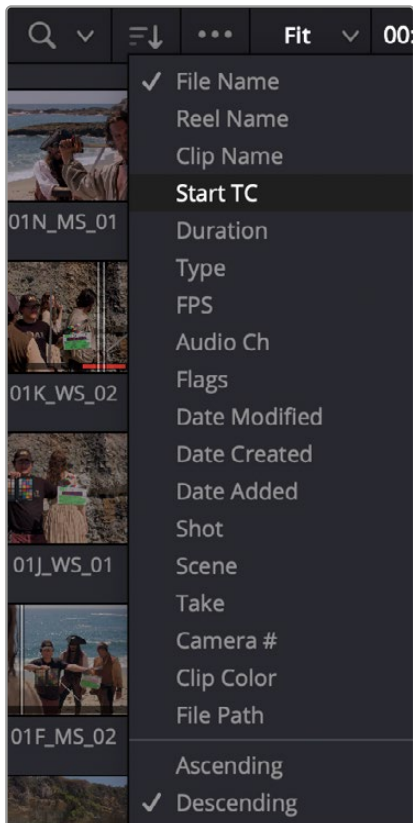 Fit 00:
✓ File Name
Reel Name
Clip Name
Start TC
01N_MS_01
Duration
Type
FPS
Audio Ch
01K_WS_02
Flags
Date Modified
Date Created
Date Added
Shot
01J_WS_01
Scene
Take
Camera #
Clip Color
File Path
01F_MS_02
Ascending
✓ Descending